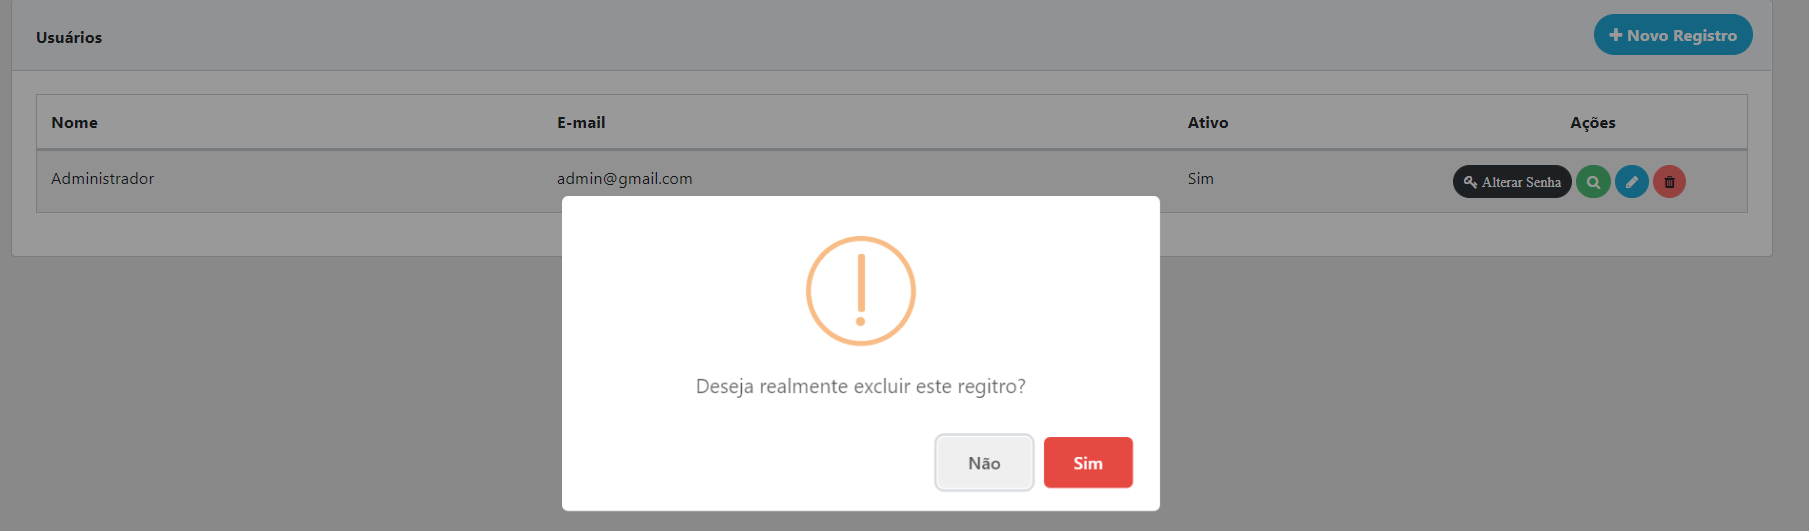 Usuários
Novo Registro
Nome E-mail Ativo Ações
Administrador admin@gmail.com Sim Alterar Senha
Deseja realmente excluir este regitro?
Não Sim